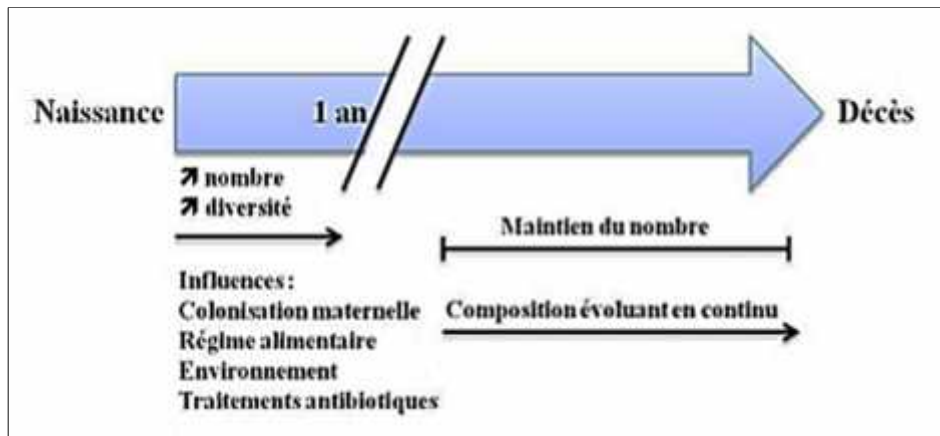 Naissance
1 an
Décès
↗ nombre
↗ diversité
Maintien du nombre
Influences :
Colonisation maternelle
Composition évoluant en continu
Régime alimentaire
Environnement
Traitements antibiotiques